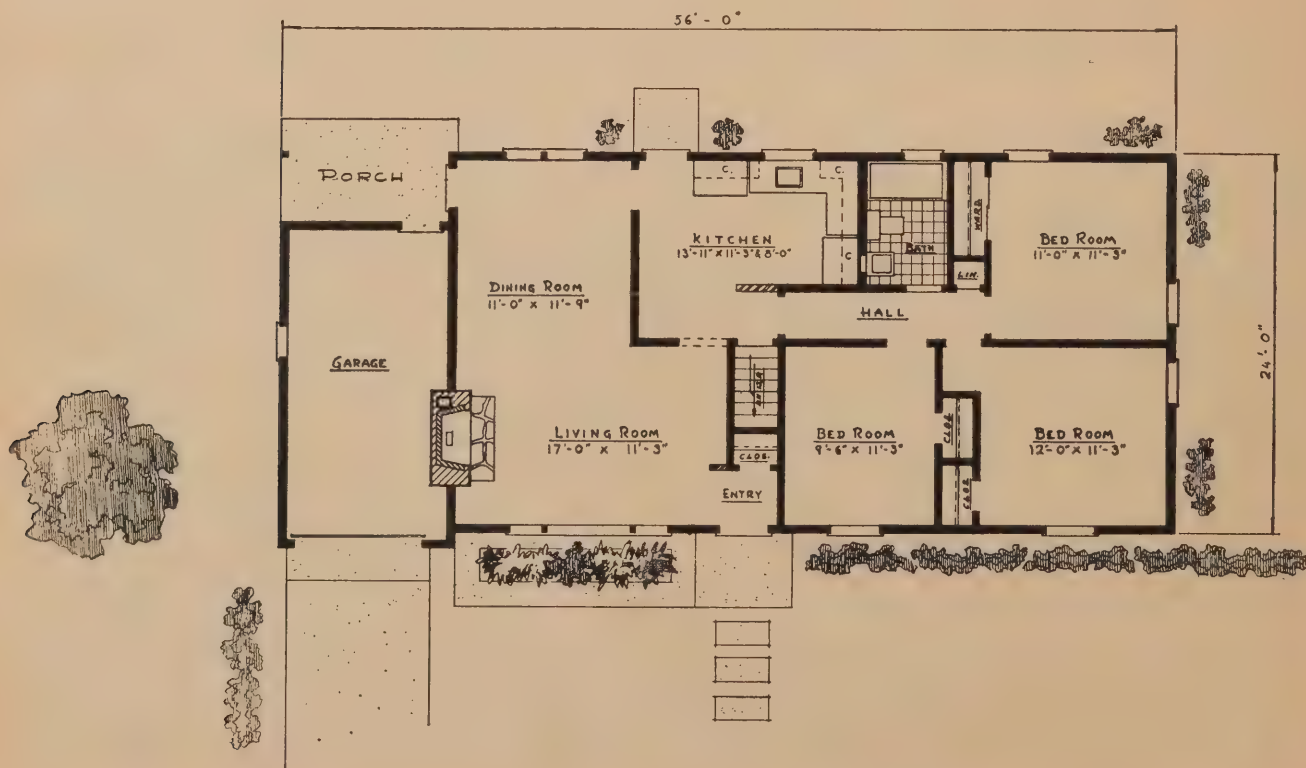 56'-0"
PORCH
C.
C.
KITCHEN
13'-11" X 11'-3" & 8'-0"
C
BATH
WARD.
LIN.
BED ROOM
11'-0" X 11'-3"
DINING ROOM
11'-0" X 11'-9"
HALL
24'-0"
GARAGE
LIVING ROOM
17'-0" X 11'-3"
CLOS.
ENTRY
BED ROOM
9'-6" X 11'-3"
CLOS.
CLOS.
BED ROOM
12'-0" X 11'-3"